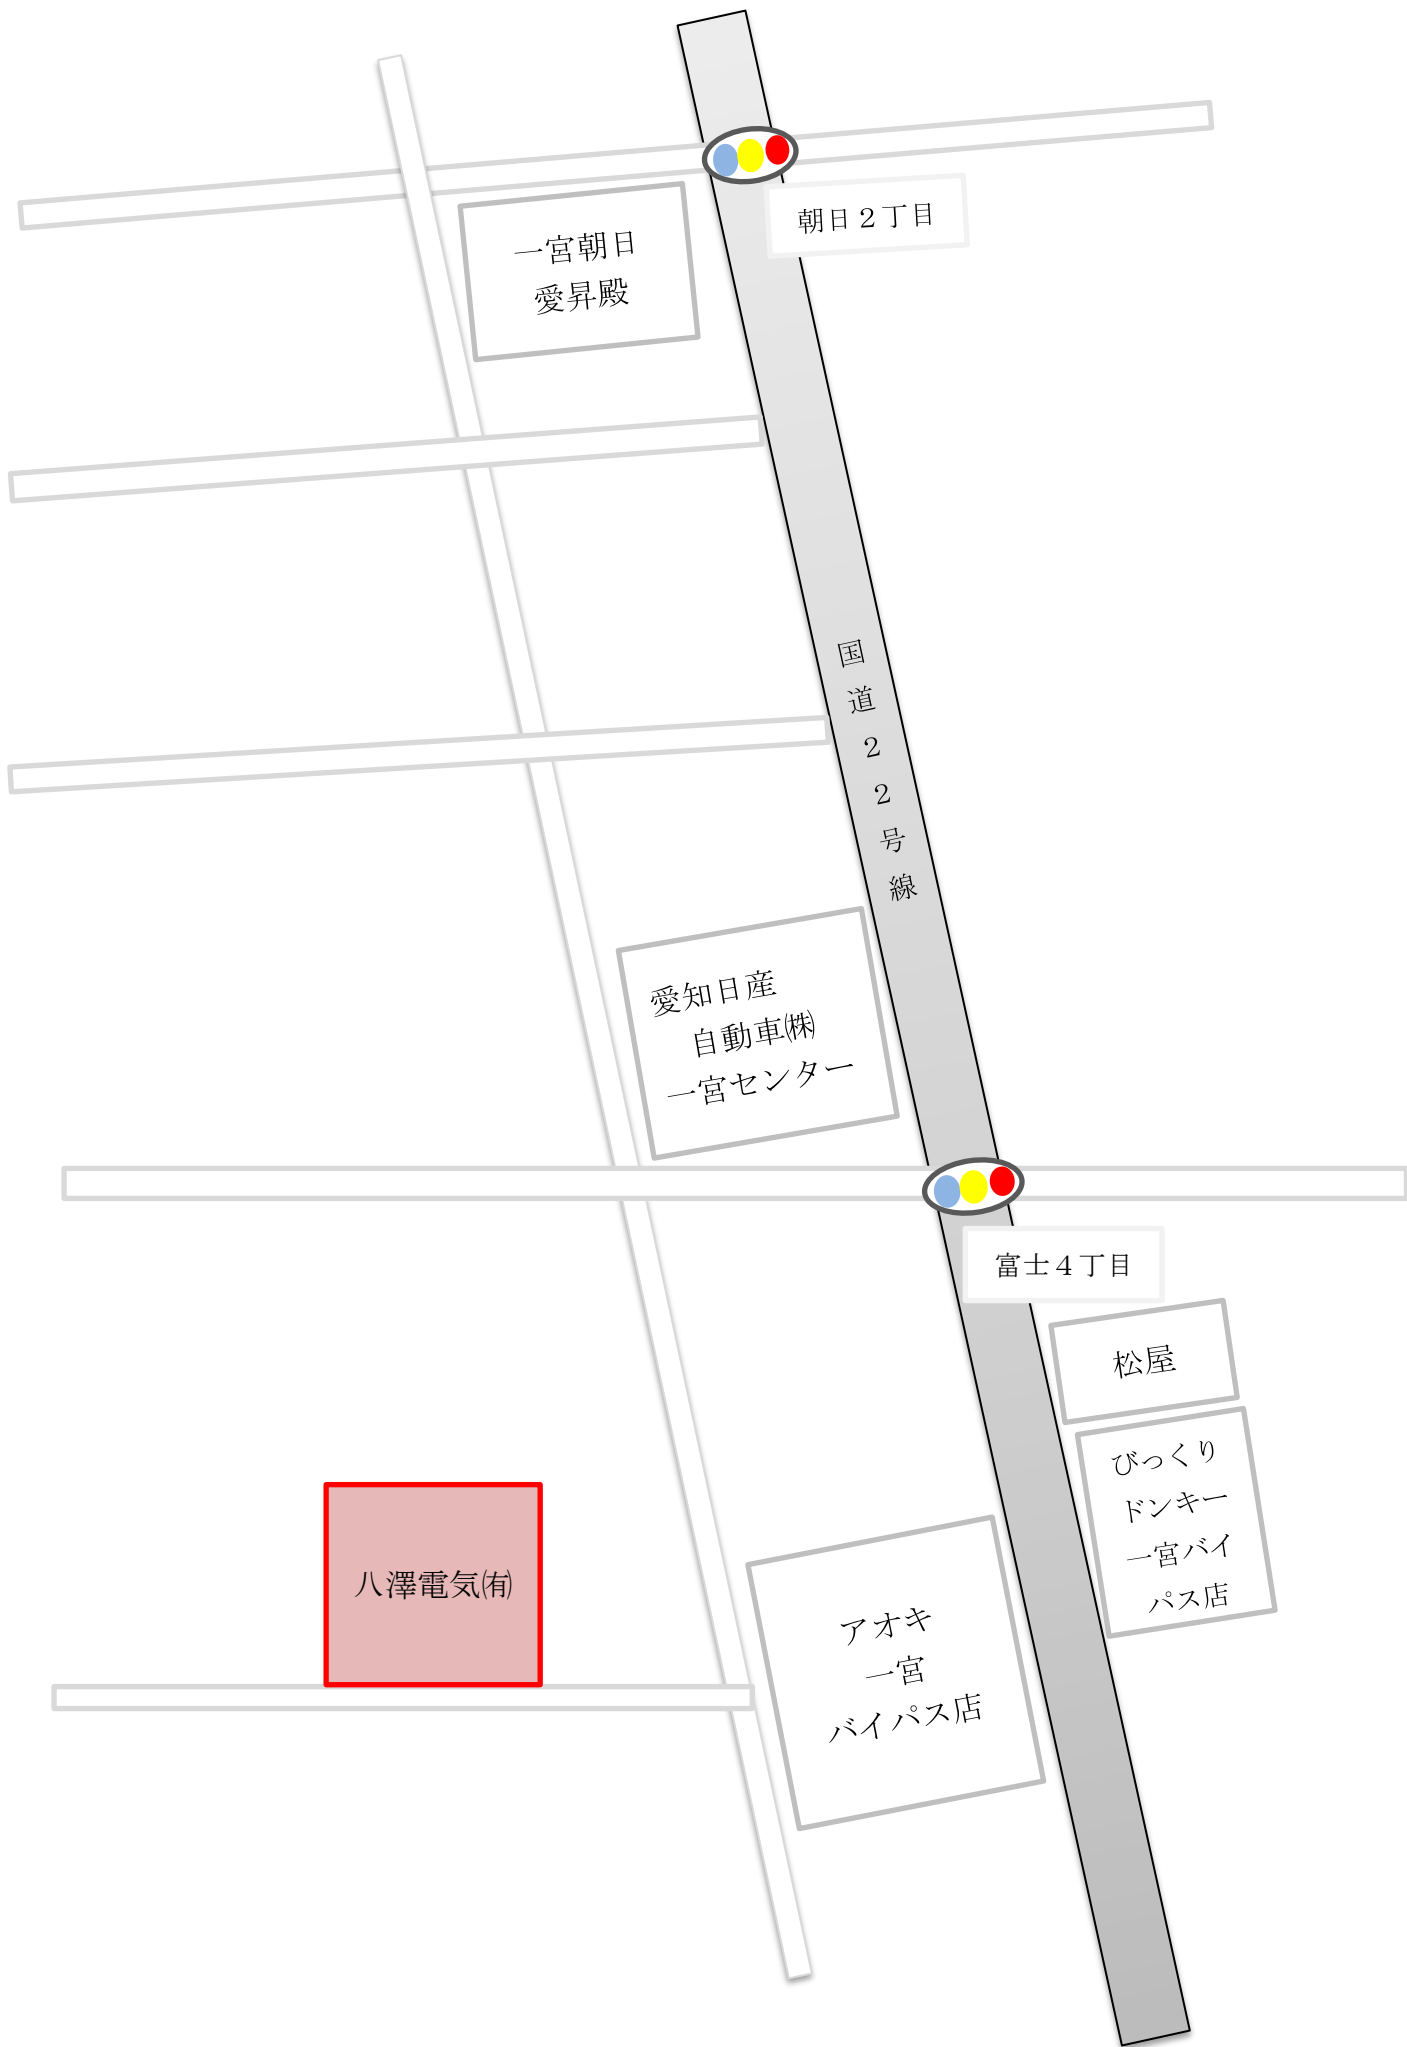 朝日２丁目
一宮朝日
愛昇殿
国道２２号線
愛知日産
自動車㈱
一宮センター
富士４丁目
松屋
びっくり
ドンキー
一宮バイ
パス店
八澤電気㈲
アオキ
一宮
バイパス店